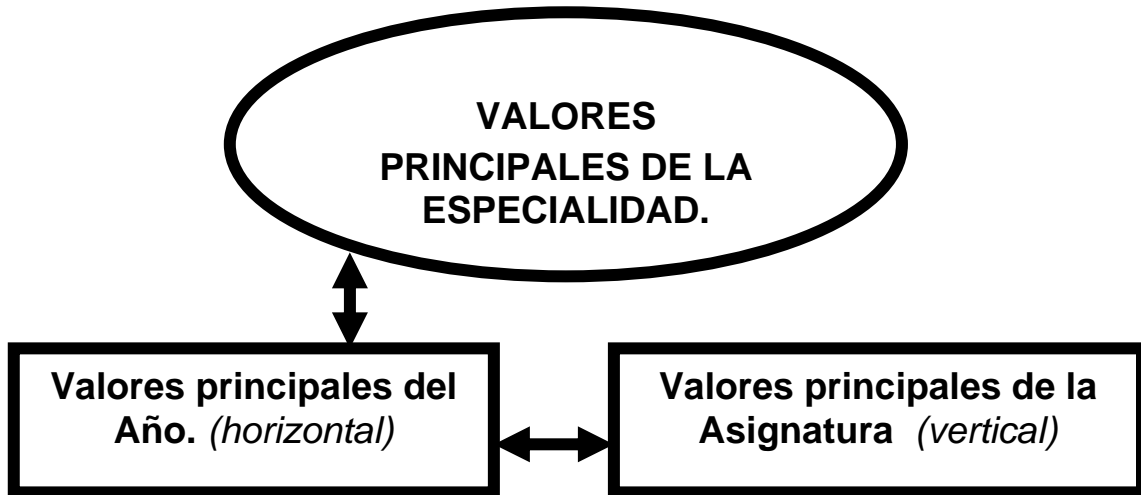 VALORES
PRINCIPALES DE LA
ESPECIALIDAD.
Valores principales del
Año. (horizontal)
Valores principales de la
Asignatura (vertical)